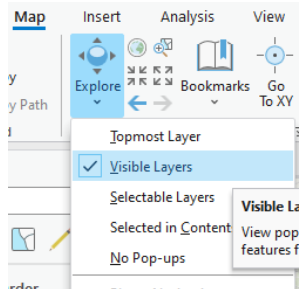 Map Insert Analysis View
Explore Bookmarks Go
To XY
Path
Topmost Layer
Visible Layers
Selectable Layers
Visible La
Selected in Content
View pop
features f
No Pop-ups